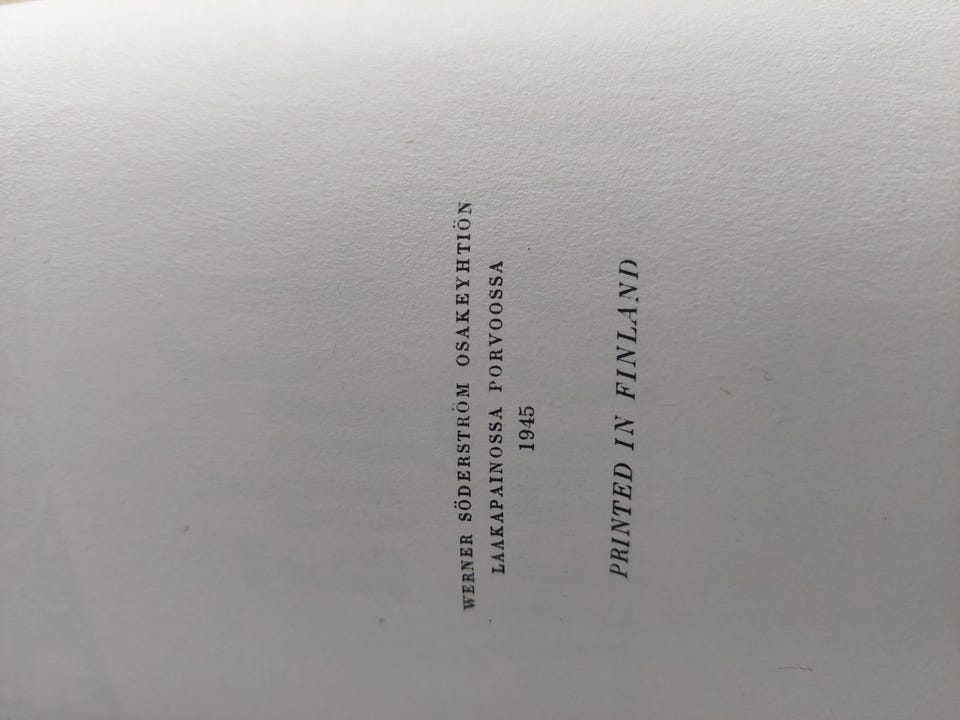 WERNER SÖDERSTRÖM OSAKEYHTIÖN
LAAKAPAINOSSA PORVOOSSA
1945
PRINTED IN FINLAND